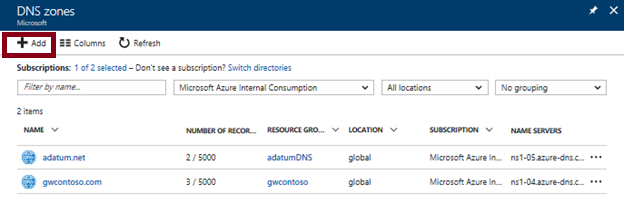 DNS zones
Microsoft
Add Columns Refresh
Subscriptions: 1 of 2 selected – Don't see a subscription? Switch directories
Filter by name... Microsoft Azure Internal Consumption All locations No grouping
2 items
NAME NUMBER OF RECOR... RESOURCE GRO... LOCATION SUBSCRIPTION NAME SERVERS
adatum.net 2 / 5000 adatumDNS global Microsoft Azure In... ns1-05.azure-dns.c... •••
gwcontoso.com 3 / 5000 gwcontoso global Microsoft Azure In... ns1-04.azure-dns.c... •••